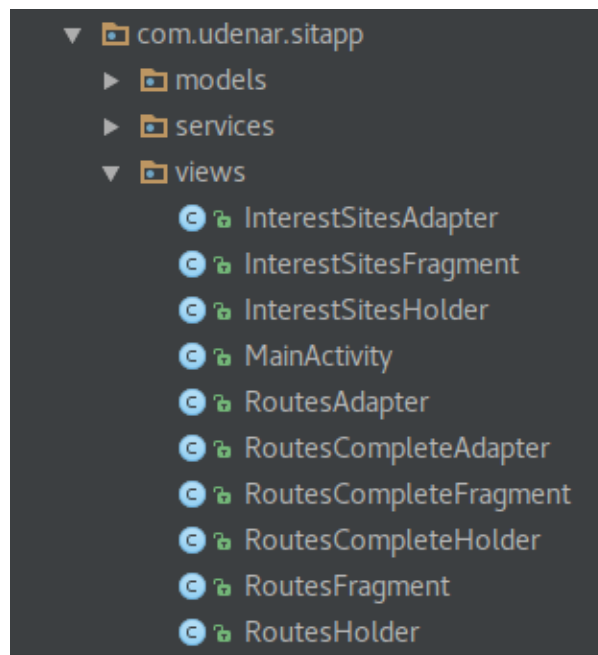 com.udenar.sitapp
models
services
views
InterestSitesAdapter
InterestSitesFragment
InterestSitesHolder
MainActivity
RoutesAdapter
RoutesCompleteAdapter
RoutesCompleteFragment
RoutesCompleteHolder
RoutesFragment
RoutesHolder